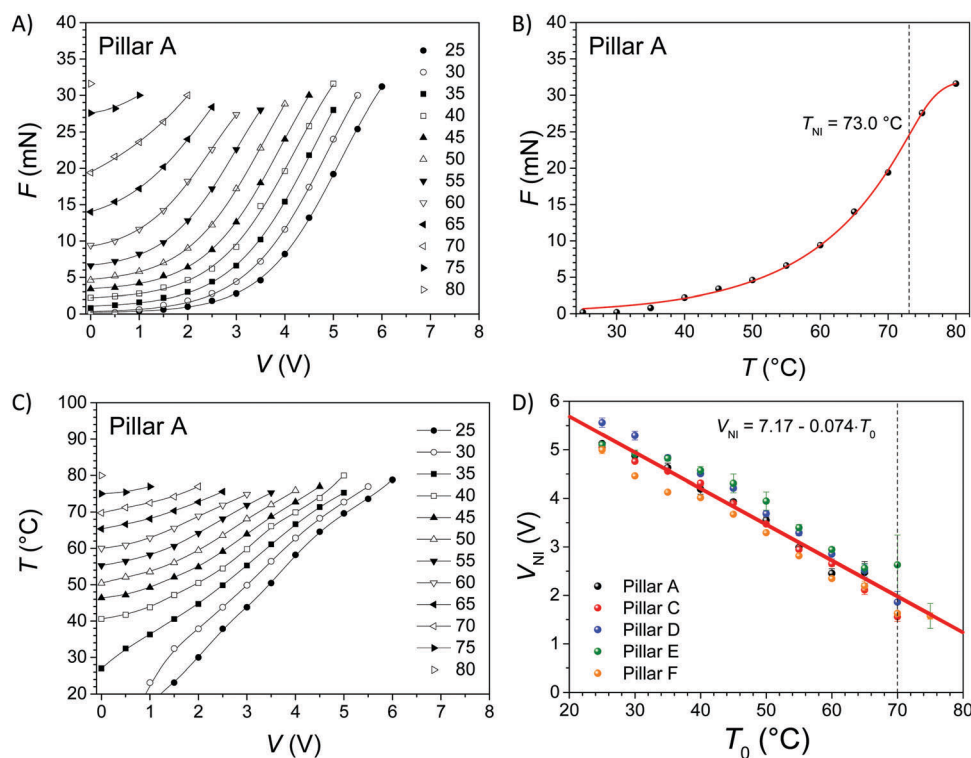 A)
Pillar A
F (mN)
40
35
30
25
20
15
10
5
0
0 1 2 3 4 5 6 7 8
V (V)
25
30
35
40
45
50
55
60
65
70
75
80
B)
Pillar A
T_NI = 73.0 °C
F (mN)
40
35
30
25
20
15
10
5
0
30 40 50 60 70 80
T (°C)
C)
Pillar A
T (°C)
100
90
80
70
60
50
40
30
20
0 1 2 3 4 5 6 7 8
V (V)
25
30
35
40
45
50
55
60
65
70
75
80
D)
V_NI = 7.17 - 0.074·T_0
V_NI (V)
6
5
4
3
2
1
0
Pillar A
Pillar C
Pillar D
Pillar E
Pillar F
20 30 40 50 60 70 80
T_0 (°C)